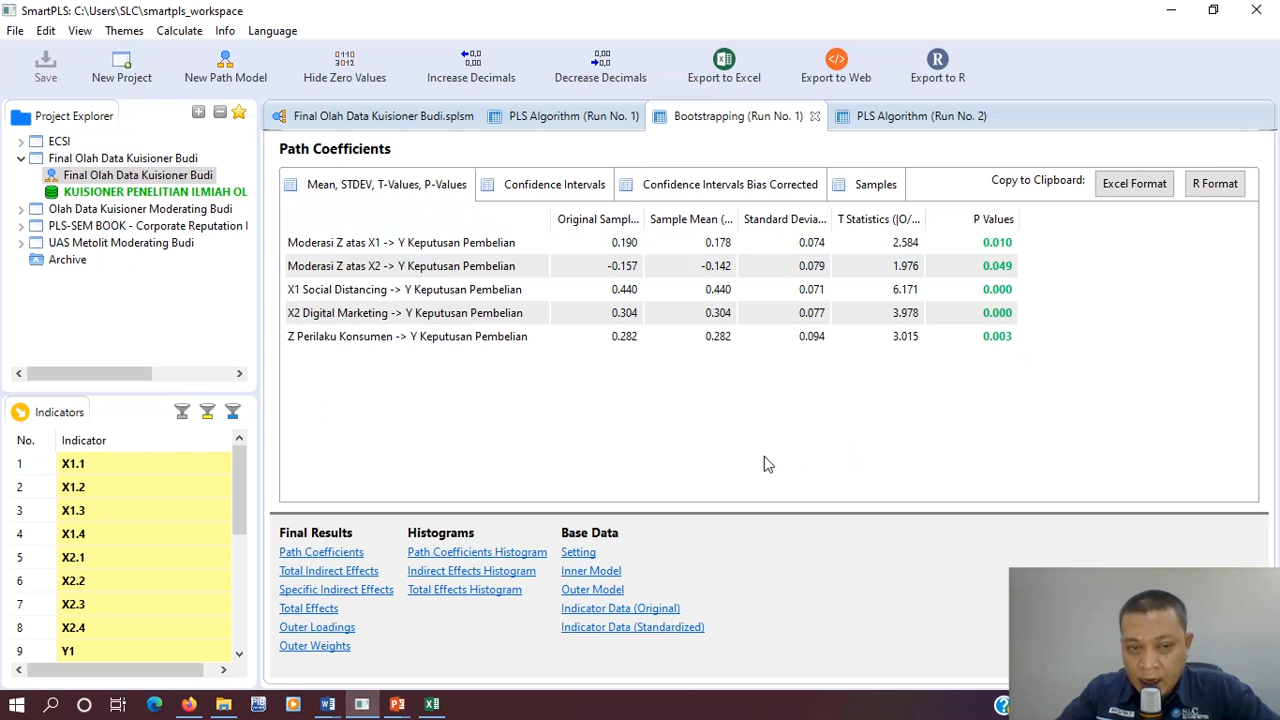 SmartPLS: C:\Users\SLC\smartpls_workspace
File Edit View Themes Calculate Info Language
Save New Project New Path Model Hide Zero Values Increase Decimals Decrease Decimals Export to Excel Export to Web Export to R
Project Explorer
ECSI
Final Olah Data Kuisioner Budi
Final Olah Data Kuisioner Budi
KUISIONER PENELITIAN ILMIAH OL
Olah Data Kuisioner Moderating Budi
PLS-SEM BOOK - Corporate Reputation
UAS Metolit Moderating Budi
Archive
Indicators
No. Indicator
1 X1.1
2 X1.2
3 X1.3
4 X1.4
5 X2.1
6 X2.2
7 X2.3
8 X2.4
9 Y1
Final Olah Data Kuisioner Budi.splsm PLS Algorithm (Run No. 1) Bootstrapping (Run No. 1) PLS Algorithm (Run No. 2)
Path Coefficients
Mean, STDEV, T-Values, P-Values Confidence Intervals Confidence Intervals Bias Corrected Samples Copy to Clipboard: Excel Format R Format
Original Sampl... Sample Mean (... Standard Devia... T Statistics (|O/... P Values
Moderasi Z atas X1 -> Y Keputusan Pembelian 0.190 0.178 0.074 2.584 0.010
Moderasi Z atas X2 -> Y Keputusan Pembelian -0.157 -0.142 0.079 1.976 0.049
X1 Social Distancing -> Y Keputusan Pembelian 0.440 0.440 0.071 6.171 0.000
X2 Digital Marketing -> Y Keputusan Pembelian 0.304 0.304 0.077 3.978 0.000
Z Perilaku Konsumen -> Y Keputusan Pembelian 0.282 0.282 0.094 3.015 0.003
Final Results Histograms Base Data
Path Coefficients Path Coefficients Histogram Setting
Total Indirect Effects Indirect Effects Histogram Inner Model
Specific Indirect Effects Total Effects Histogram Outer Model
Total Effects Indicator Data (Original)
Outer Loadings Indicator Data (Standardized)
Outer Weights